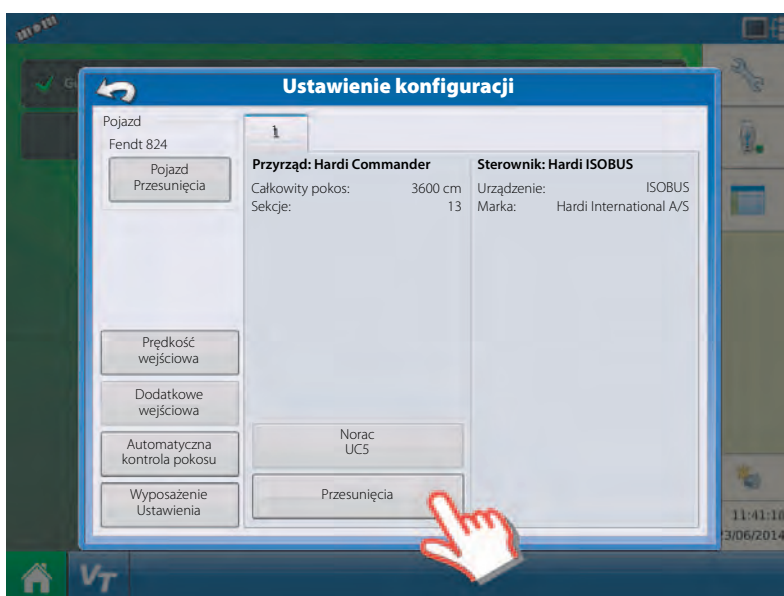 Ustawienie konfiguracji
Pojazd
Fendt 824
Pojazd
Przesunięcia
Prędkość
wejściowa
Dodatkowe
wejściowa
Automatyczna
kontrola pokosu
Wyposażenie
Ustawienia
i
Przyrząd: Hardi Commander
Całkowity pokos: 3600 cm
Sekcje: 13
Norac
UC5
Przesunięcia
Sterownik: Hardi ISOBUS
Urządzenie: ISOBUS
Marka: Hardi International A/S
11:41:18
3/06/2014
VT